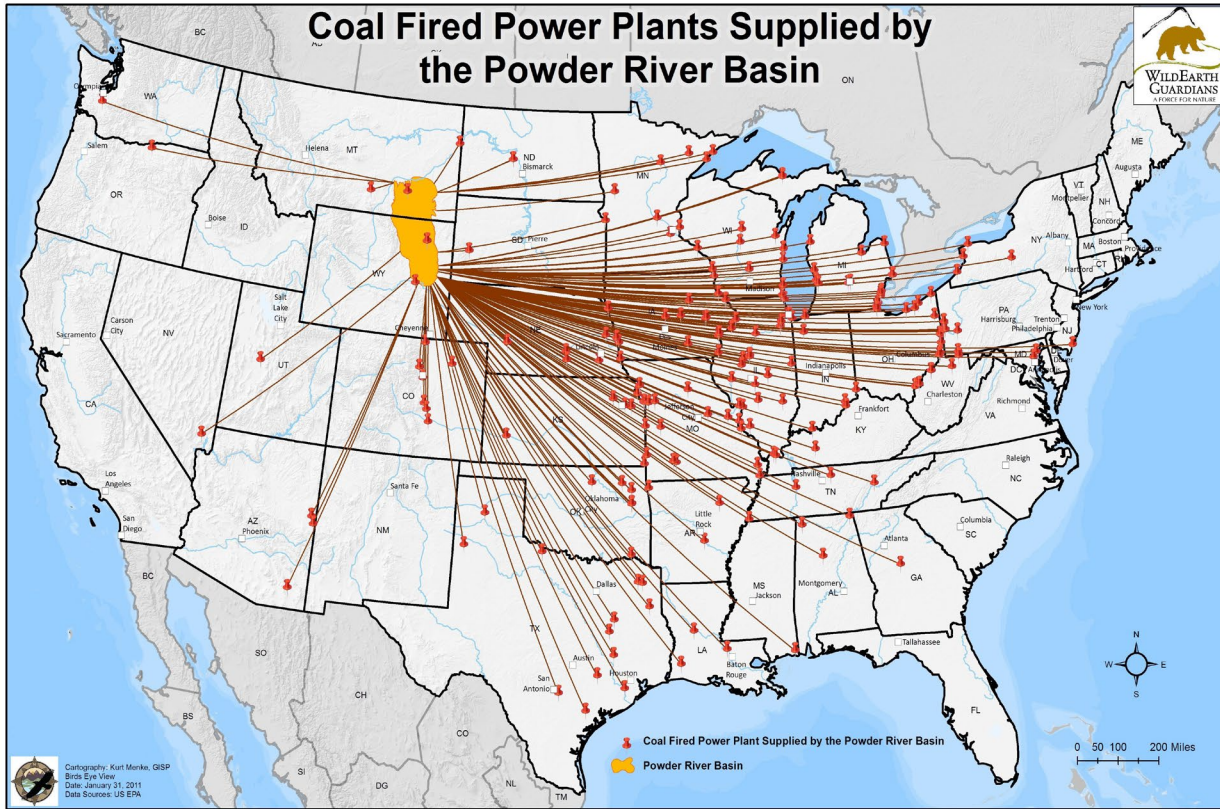 Coal Fired Power Plants Supplied by
the Powder River Basin
WILDEARTH
GUARDIANS
A FORCE FOR NATURE
BC
ON
WA
Salem
OR
Boise
ID
Helena
MT
ND
Bismarck
MN
Pierre
WY
Cheyenne
Salt
Lake
City
UT
NV
Carson
City
Sacramento
CA
Los
Angeles
San
Diego
BC
AZ
Phoenix
Santa Fe
NM
CO
KS
Oklahoma
City
Dallas
TX
Austin
San
Antonio
Houston
Little
Rock
AR
LA
Baton
Rouge
MS
Jackson
Montgomery
AL
Atlanta
GA
Tallahassee
FL
Columbia
SC
Raleigh
NC
Nashville
TN
Frankfort
KY
Charleston
WV
Richmond
VA
Indianapolis
IN
OH
Columbus
Jefferson
City
MO
WI
Madison
MI
PA
Harrisburg
Trenton
Philadelphia
NJ
New York
MD
DC
NY
Albany
VT
Montpelier
NH
Concord
ME
Augusta
MA
Boston
Providence
CT
Hartford
SO
CH
BS
CO
SI
DG
NL
TM
N
W
E
S
Coal Fired Power Plant Supplied by the Powder River Basin
Powder River Basin
0 50 100 200 Miles
Cartography: Kurt Menke, GISP
Birds Eye View
Date: January 31, 2011
Data Sources: US EPA